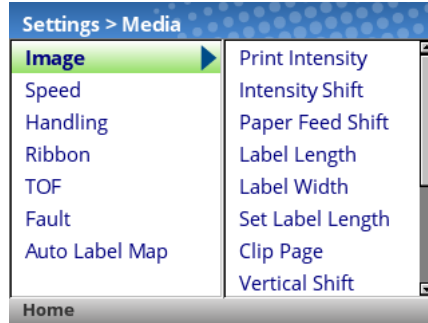 Settings > Media
Image
Speed
Handling
Ribbon
TOF
Fault
Auto Label Map
Print Intensity
Intensity Shift
Paper Feed Shift
Label Length
Label Width
Set Label Length
Clip Page
Vertical Shift
Home